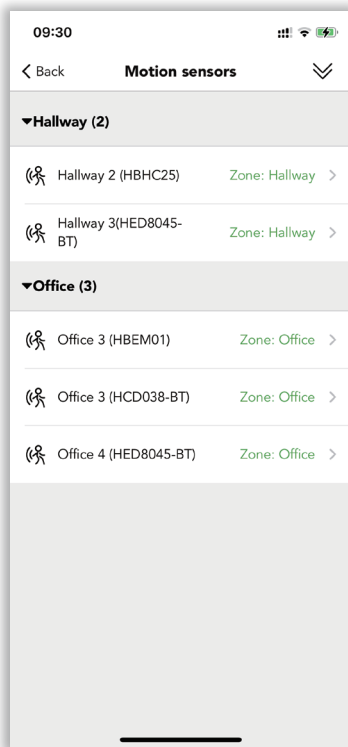 09:30
Back
Motion sensors
Hallway (2)
Hallway 2 (HBHC25)
Zone: Hallway
Hallway 3(HED8045-
BT)
Zone: Hallway
Office (3)
Office 3 (HBEM01)
Zone: Office
Office 3 (HCD038-BT)
Zone: Office
Office 4 (HED8045-BT)
Zone: Office